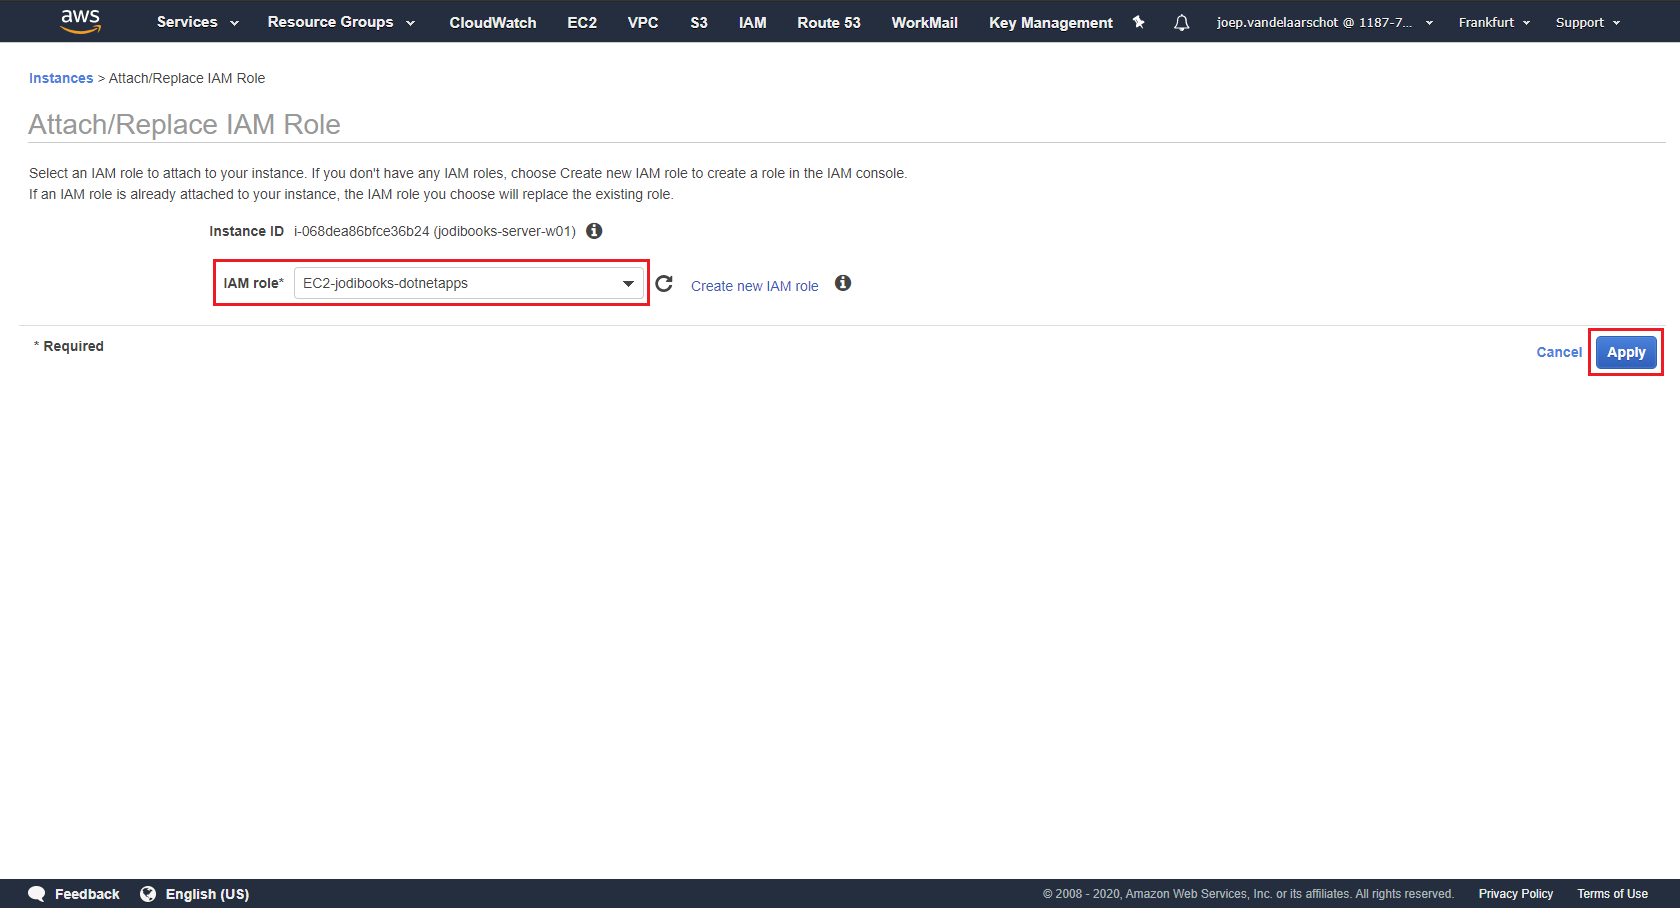 aws Services Resource Groups CloudWatch EC2 VPC S3 IAM Route 53 WorkMail Key Management joep.vandelaarschot @ 1187-7... Frankfurt Support
Instances > Attach/Replace IAM Role
Attach/Replace IAM Role
Select an IAM role to attach to your instance. If you don't have any IAM roles, choose Create new IAM role to create a role in the IAM console.
If an IAM role is already attached to your instance, the IAM role you choose will replace the existing role.
Instance ID i-068dea86bfce36b24 (jodibooks-server-w01)
IAM role* EC2-jodibooks-dotnetapps Create new IAM role
* Required
Cancel Apply
Feedback English (US) © 2008 - 2020, Amazon Web Services, Inc. or its affiliates. All rights reserved. Privacy Policy Terms of Use